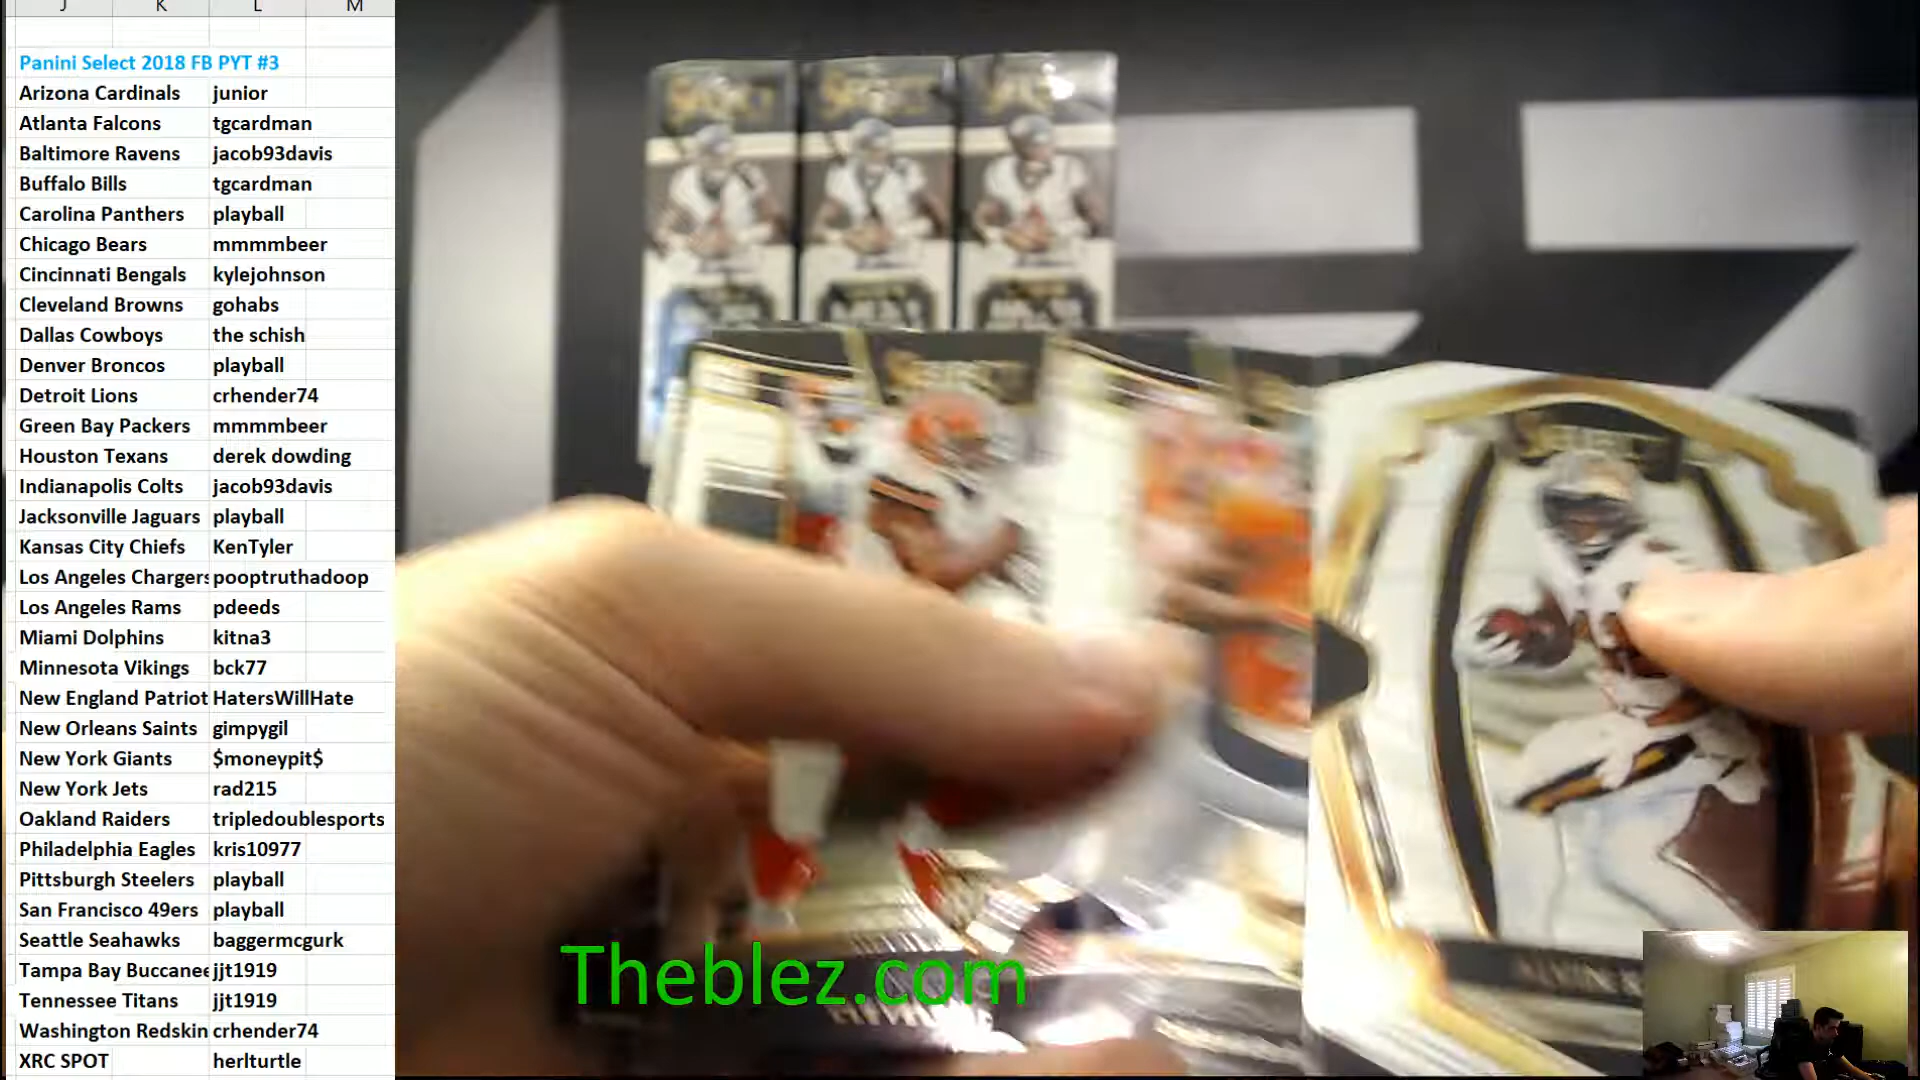 J K L M
Panini Select 2018 FB PYT #3
Arizona Cardinals junior
Atlanta Falcons tgcardman
Baltimore Ravens jacob93davis
Buffalo Bills tgcardman
Carolina Panthers playball
Chicago Bears mmmmbeer
Cincinnati Bengals kylejohnson
Cleveland Browns gohabs
Dallas Cowboys the schish
Denver Broncos playball
Detroit Lions crhender74
Green Bay Packers mmmmbeer
Houston Texans derek dowding
Indianapolis Colts jacob93davis
Jacksonville Jaguars playball
Kansas City Chiefs KenTyler
Los Angeles Chargers pooptruthadoop
Los Angeles Rams pdeeds
Miami Dolphins kitna3
Minnesota Vikings bck77
New England Patriot HatersWillHate
New Orleans Saints gimpygil
New York Giants $moneypit$
New York Jets rad215
Oakland Raiders tripledoublesports
Philadelphia Eagles kris10977
Pittsburgh Steelers playball
San Francisco 49ers playball
Seattle Seahawks baggermcgurk
Tampa Bay Buccanee jjt1919
Tennessee Titans jjt1919
Washington Redskin crhender74
XRC SPOT herlturtle
SELECT SELECT SELECT
SELECT
SELECT
Theblez.com